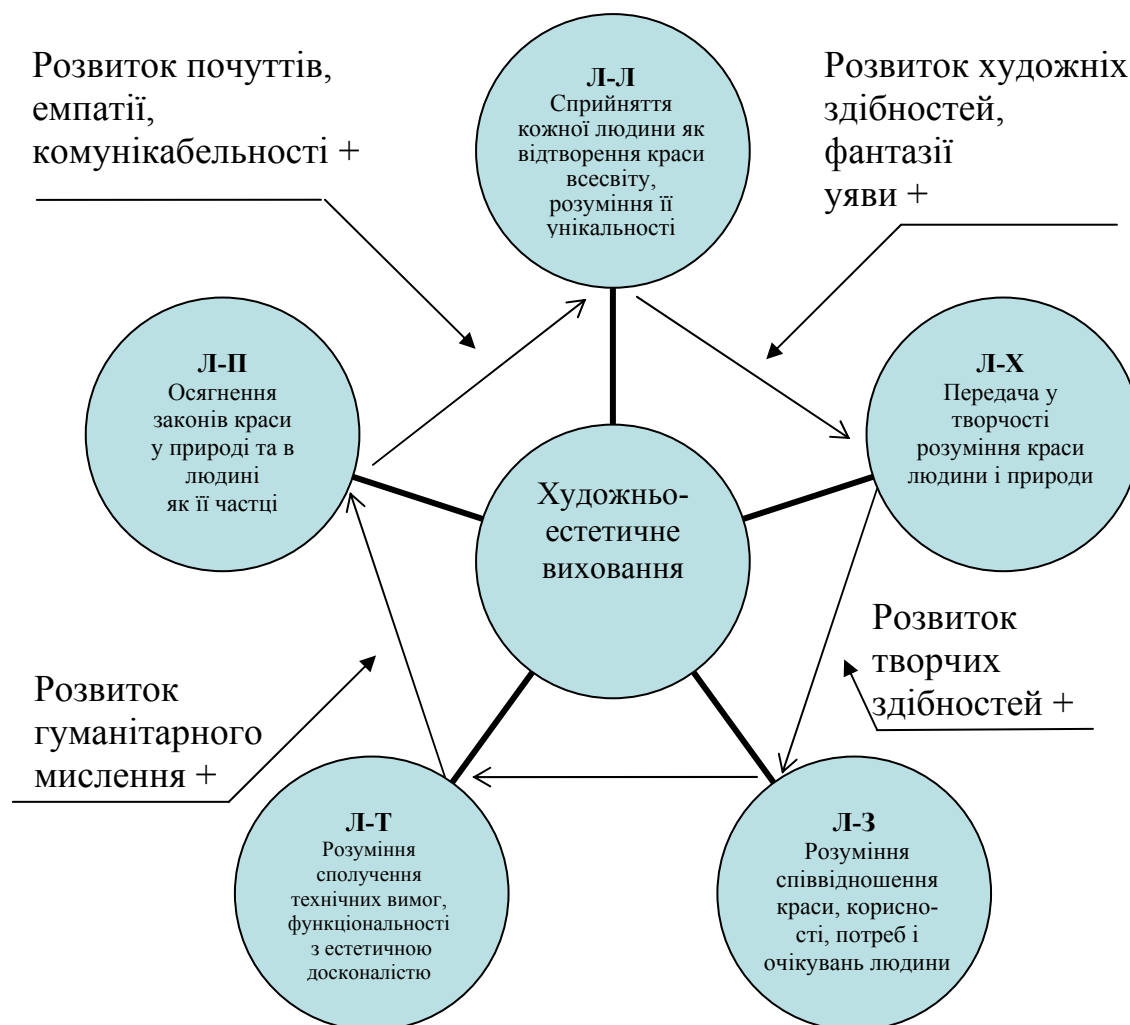 Розвиток почуттів,
емпатії,
комунікабельності +
Л-Л
Сприйняття
кожної людини як
відтворення краси
всесвіту,
розуміння її
унікальності
Розвиток художніх
здібностей,
фантазії
уяви +
Л-П
Осягнення
законів краси
у природі та в
людині
як її частці
Л-Х
Передача у
творчості
розуміння краси
людини і природи
Художньо-
естетичне
виховання
Розвиток
гуманітарного
мислення +
Розвиток
творчих
здібностей +
Л-Т
Розуміння
сполучення
технічних вимог,
функціональності
з естетичною
досконалістю
Л-З
Розуміння
співвідношення
краси, корисно-
сті, потреб і
очікувань людини